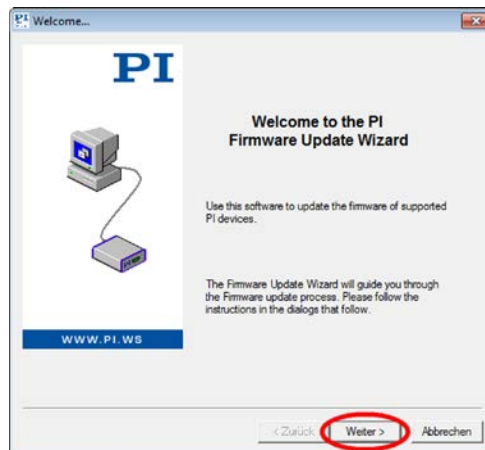 Welcome...
PI
Welcome to the PI
Firmware Update Wizard
Use this software to update the firmware of supported
PI devices.
The Firmware Update Wizard will guide you through
the Firmware update process. Please follow the
instructions in the dialogs that follow.
WWW.PI.WS
< Zurück
Weiter >
Abbrechen